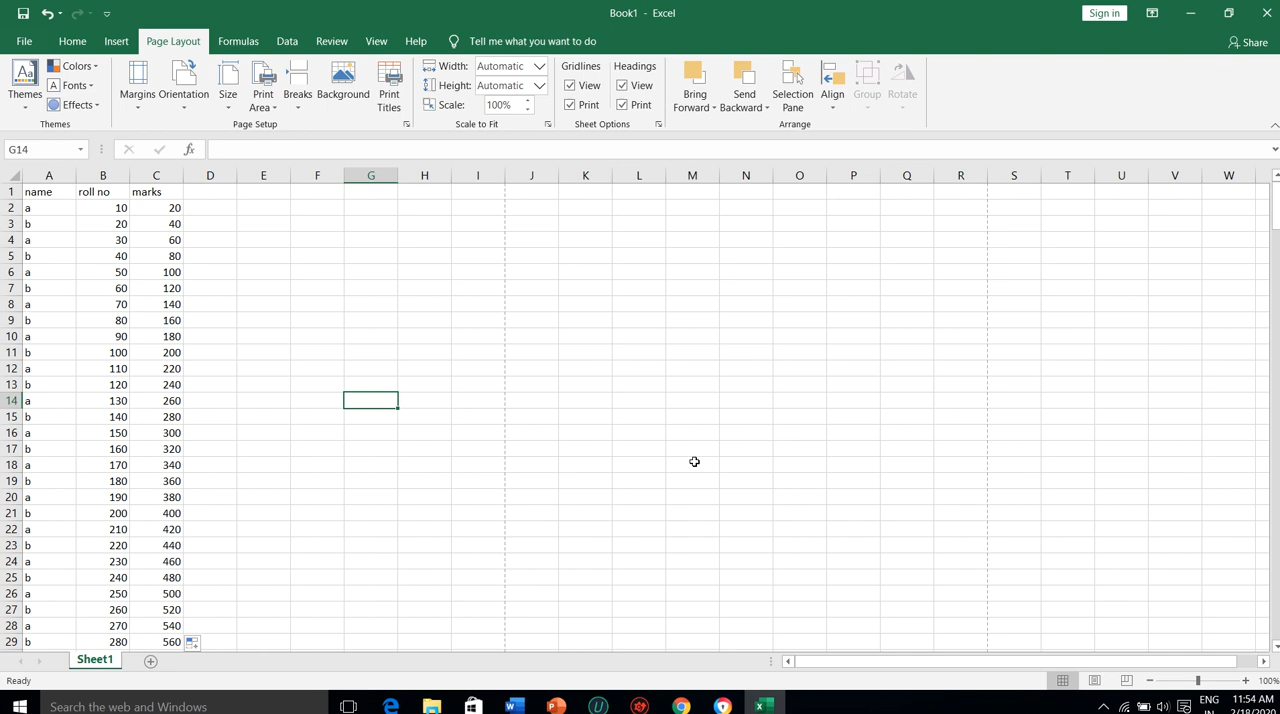 Book1 - Excel
Sign in
File Home Insert Page Layout Formulas Data Review View Help Tell me what you want to do Share
Themes
Colors
Fonts
Effects
Margins Orientation Size Print Area Breaks Background Print Titles
Width: Automatic
Height: Automatic
Scale: 100%
Gridlines Headings
View View
Print Print
Bring Forward Send Backward Selection Pane Align Group Rotate
Themes Page Setup Scale to Fit Sheet Options Arrange
G14 fx
A B C D E F G H I J K L M N O P Q R S T U V W
1 name roll no marks
2 a 10 20
3 b 20 40
4 a 30 60
5 b 40 80
6 a 50 100
7 b 60 120
8 a 70 140
9 b 80 160
10 a 90 180
11 b 100 200
12 a 110 220
13 b 120 240
14 a 130 260
15 b 140 280
16 a 150 300
17 b 160 320
18 a 170 340
19 b 180 360
20 a 190 380
21 b 200 400
22 a 210 420
23 b 220 440
24 a 230 460
25 b 240 480
26 a 250 500
27 b 260 520
28 a 270 540
29 b 280 560
Sheet1
Ready 100%
Search the web and Windows
ENG 11:54 AM
IN 2/18/2020